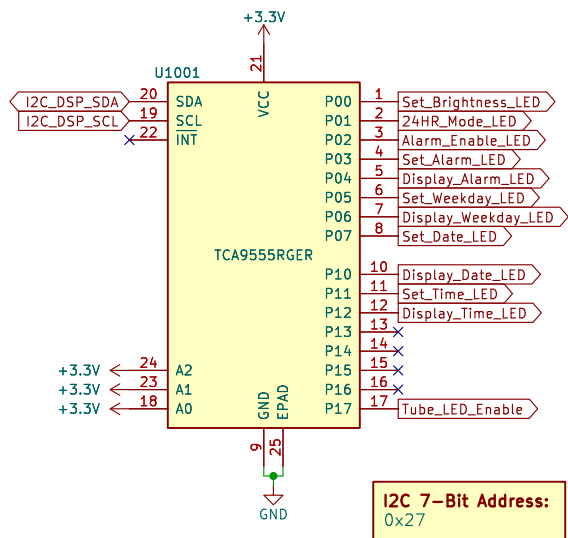 +3.3V
U1001
21
VCC
I2C_DSP_SDA 20 SDA P00 1 Set_Brightness_LED
I2C_DSP_SCL 19 SCL P01 2 24HR_Mode_LED
22 INT P02 3 Alarm_Enable_LED
P03 4 Set_Alarm_LED
P04 5 Display_Alarm_LED
P05 6 Set_Weekday_LED
P06 7 Display_Weekday_LED
P07 8 Set_Date_LED
TCA9555RGER
P10 10 Display_Date_LED
P11 11 Set_Time_LED
P12 12 Display_Time_LED
P13 13
P14 14
+3.3V 24 A2 P15 15
+3.3V 23 A1 P16 16
+3.3V 18 A0 P17 17 Tube_LED_Enable
GND EPAD
9 25
GND
I2C 7-Bit Address:
0x27